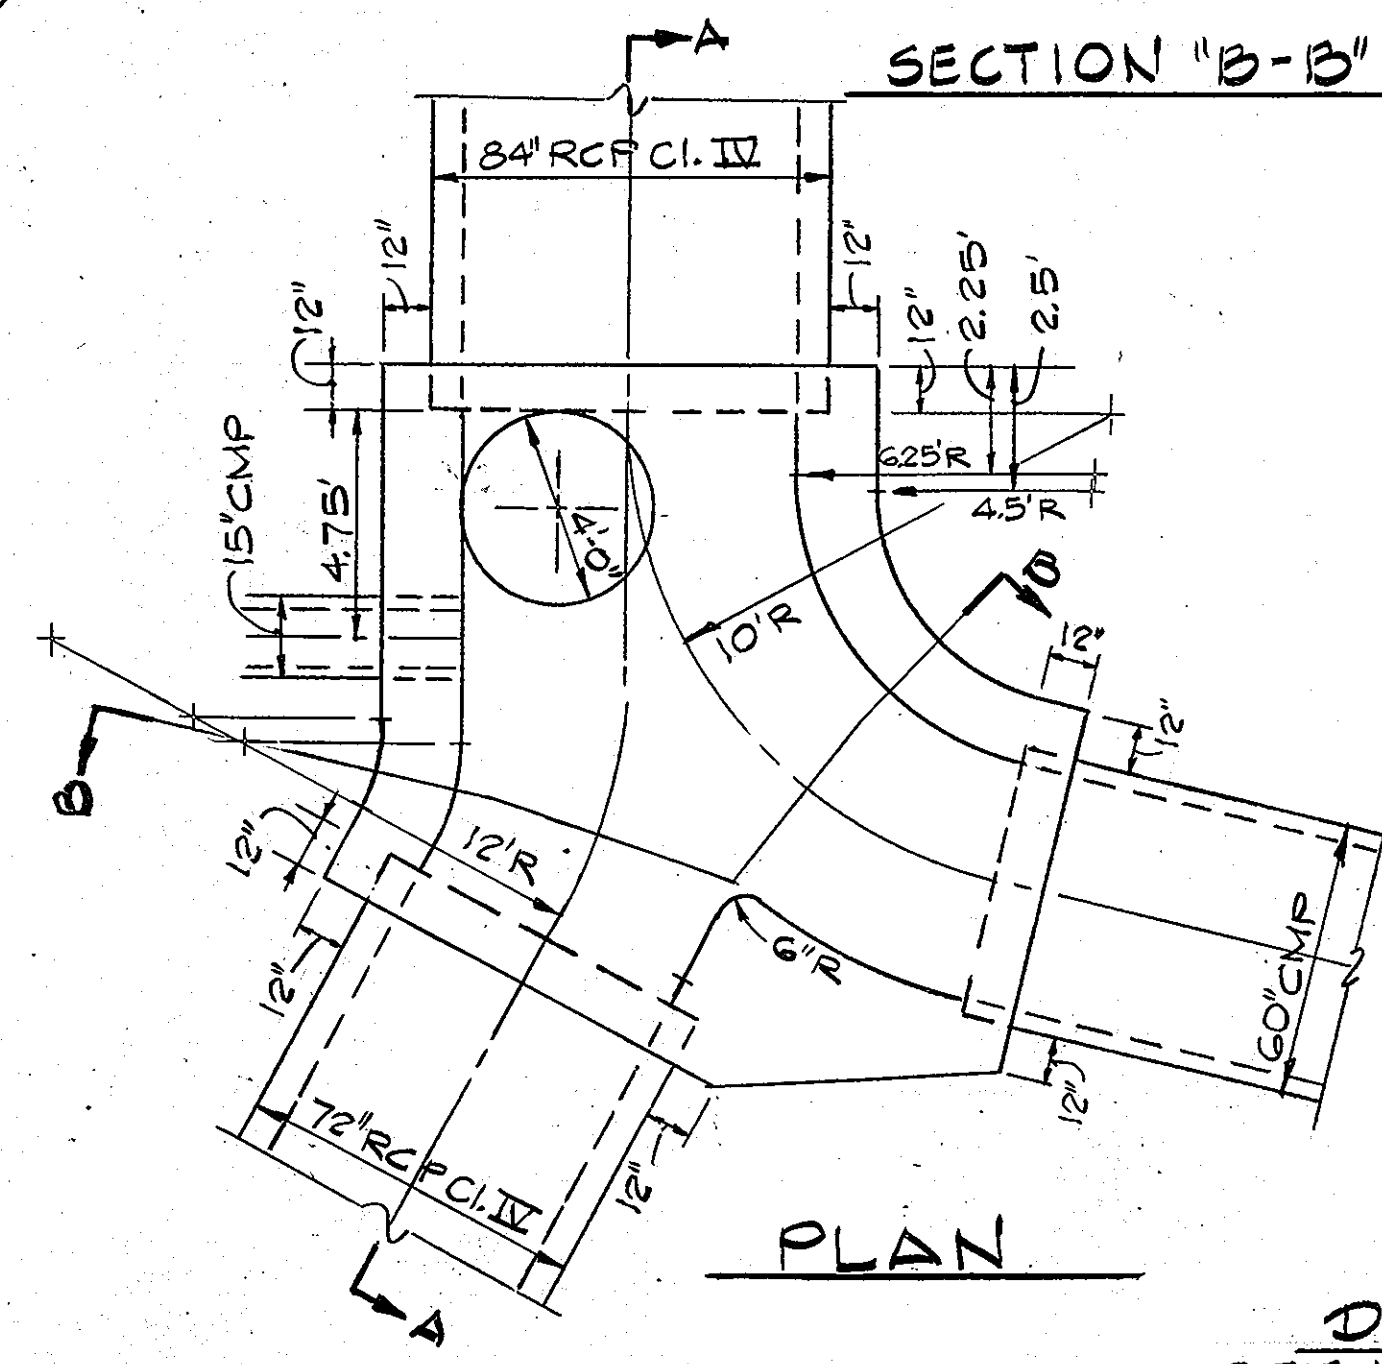 A
SECTION "B-B"
84" RCP Cl. IV
12"
12"
12"
12"
2.25'
2.5'
15" CMP
4.75'
6.25'R
4.5'R
4'-0"
B
10'R
12"
12"
B
12"
12'R
6"R
12"
60" CMP
12"
72" RCP Cl. IV
12"
PLAN
A
D